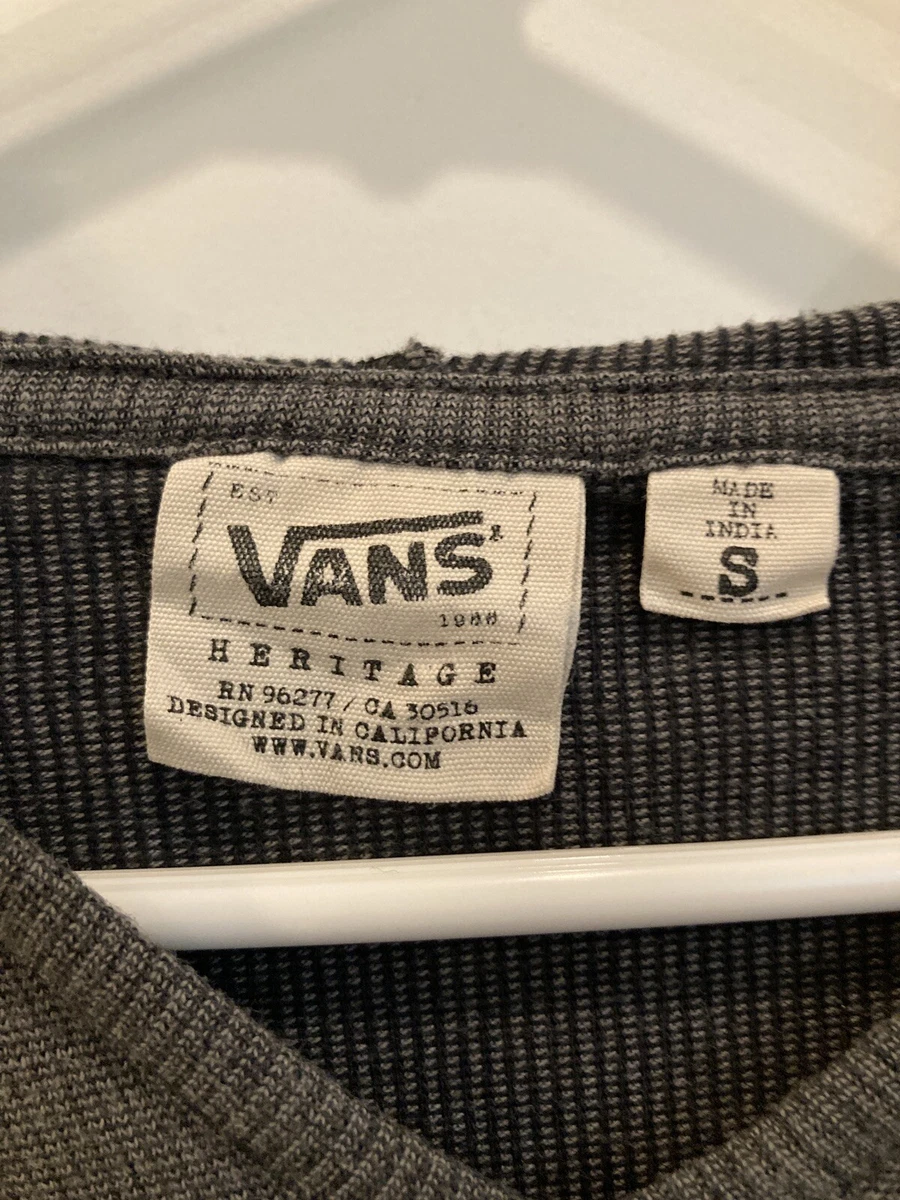 EST
VANS
1966
HERITAGE
RN 96277 / CA 30516
DESIGNED IN CALIFORNIA
WWW.VANS.COM
MADE
IN
INDIA
S